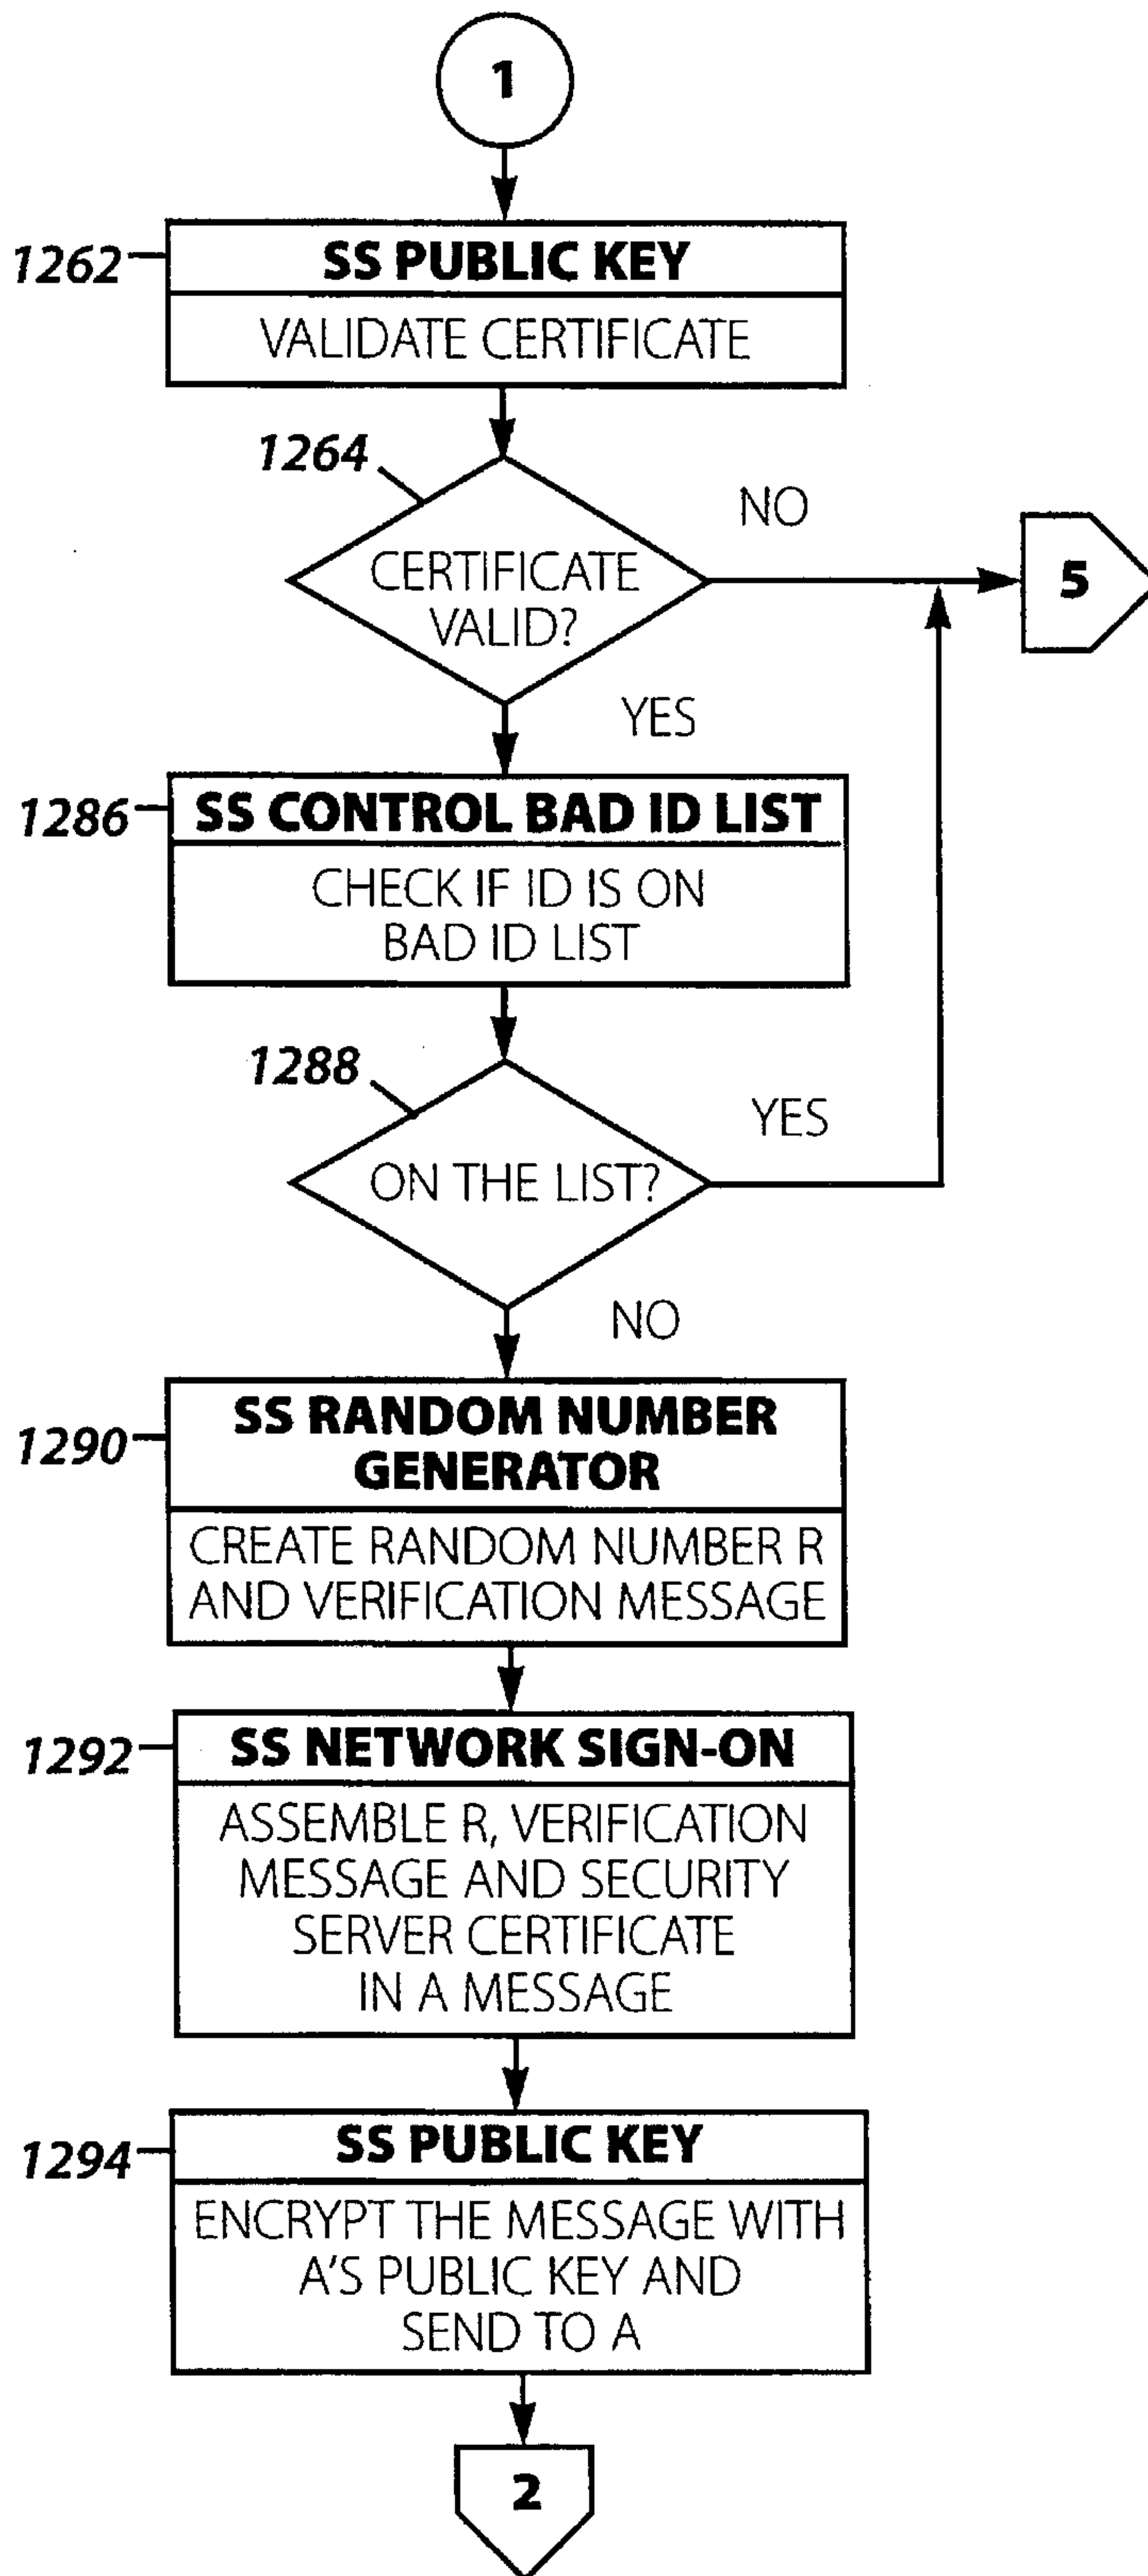 1
1262
SS PUBLIC KEY
VALIDATE CERTIFICATE
1264
NO
CERTIFICATE
VALID?
5
YES
1286
SS CONTROL BAD ID LIST
CHECK IF ID IS ON
BAD ID LIST
1288
YES
ON THE LIST?
NO
1290
SS RANDOM NUMBER
GENERATOR
CREATE RANDOM NUMBER R
AND VERIFICATION MESSAGE
1292
SS NETWORK SIGN-ON
ASSEMBLE R, VERIFICATION
MESSAGE AND SECURITY
SERVER CERTIFICATE
IN A MESSAGE
1294
SS PUBLIC KEY
ENCRYPT THE MESSAGE WITH
A'S PUBLIC KEY AND
SEND TO A
2